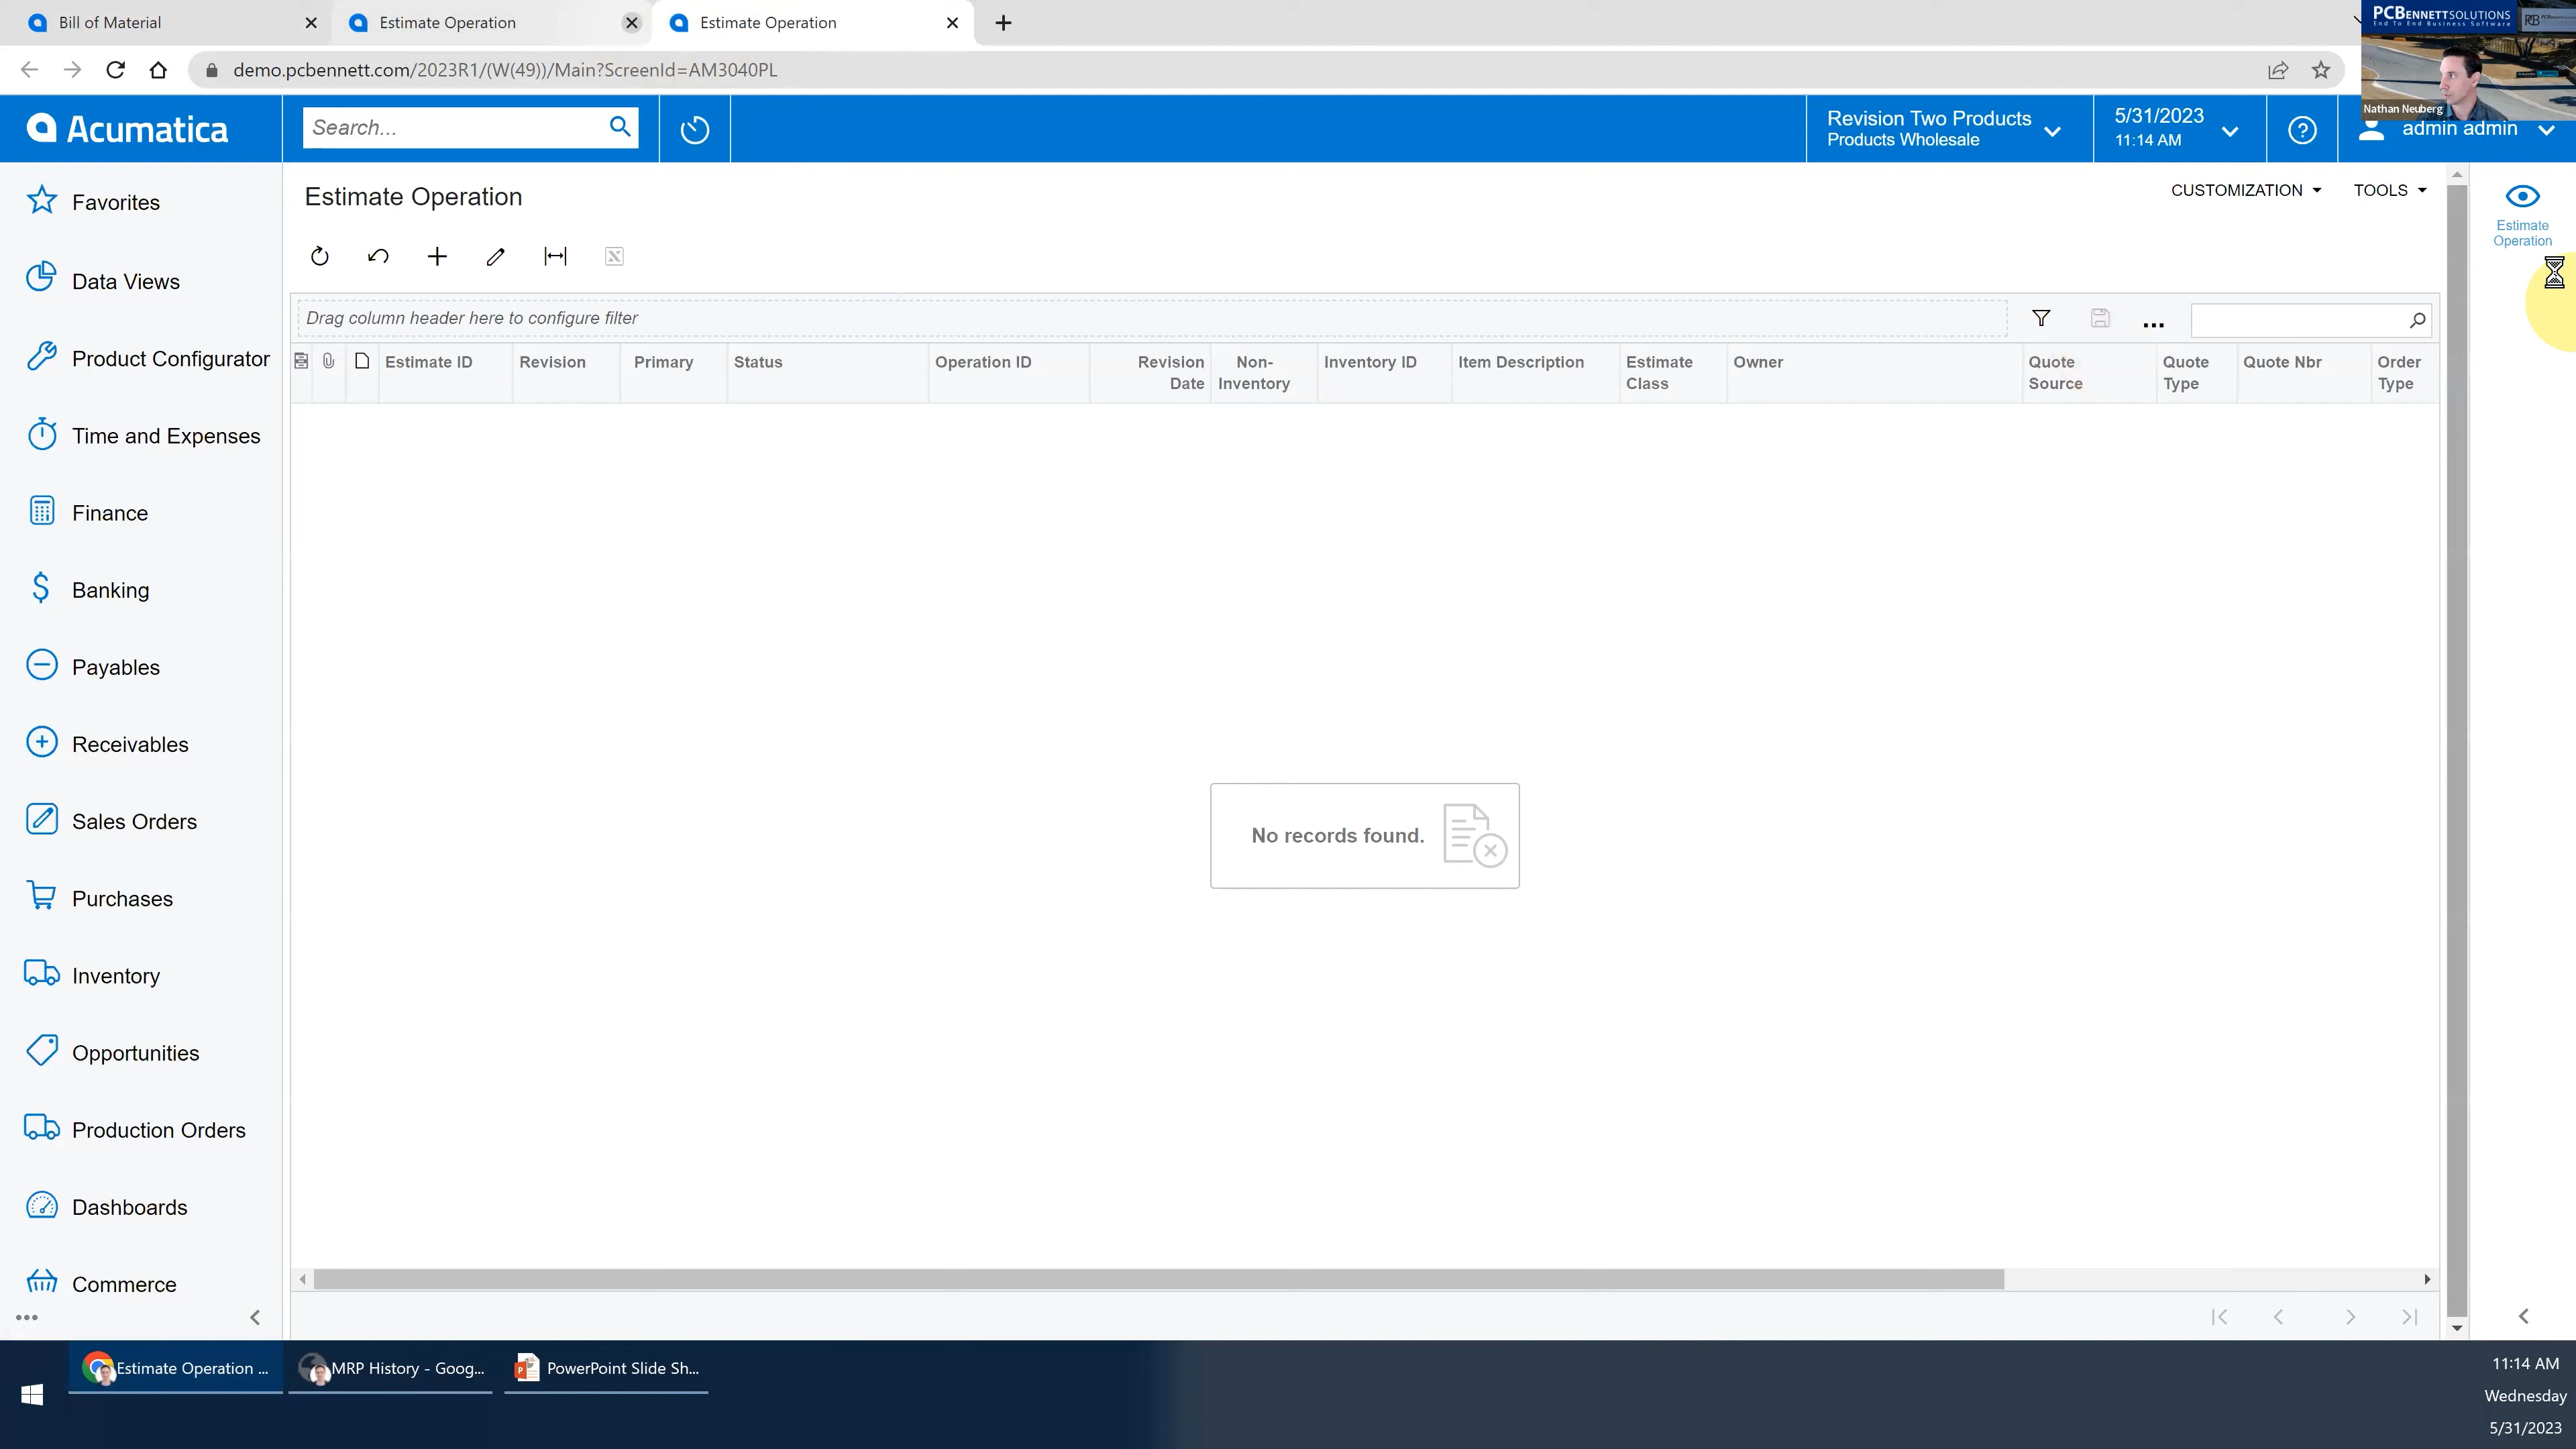 Bill of Material
Estimate Operation
Estimate Operation
PCBENNETTSOLUTIONS
End To End Business Software
demo.pcbennett.com/2023R1/(W(49))/Main?ScreenId=AM3040PL
Nathan Neuberg
Acumatica
Search...
Revision Two Products
Products Wholesale
5/31/2023
11:14 AM
admin admin
Favorites
Data Views
Product Configurator
Time and Expenses
Finance
Banking
Payables
Receivables
Sales Orders
Purchases
Inventory
Opportunities
Production Orders
Dashboards
Commerce
Estimate Operation
CUSTOMIZATION
TOOLS
Estimate
Operation
Drag column header here to configure filter
Estimate ID
Revision
Primary
Status
Operation ID
Revision
Date
Non-
Inventory
Inventory ID
Item Description
Estimate
Class
Owner
Quote
Source
Quote
Type
Quote Nbr
Order
Type
No records found.
Estimate Operation ...
MRP History - Goog...
PowerPoint Slide Sh...
11:14 AM
Wednesday
5/31/2023